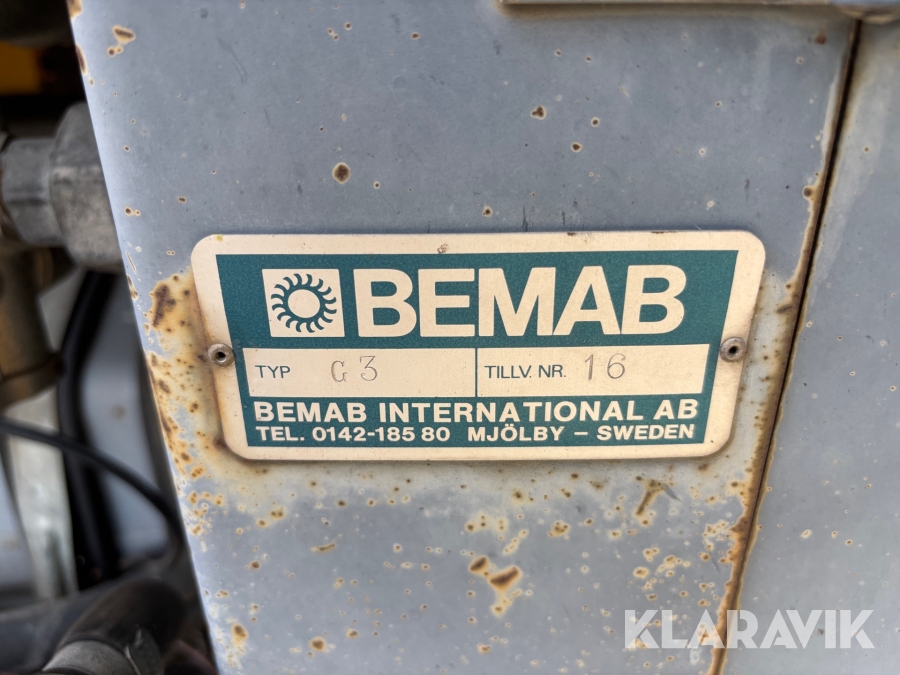 BEMAB
TYP G3 TILLV. NR. 16
BEMAB INTERNATIONAL AB
TEL. 0142-185 80 MJÖLBY – SWEDEN
KLARAVIK